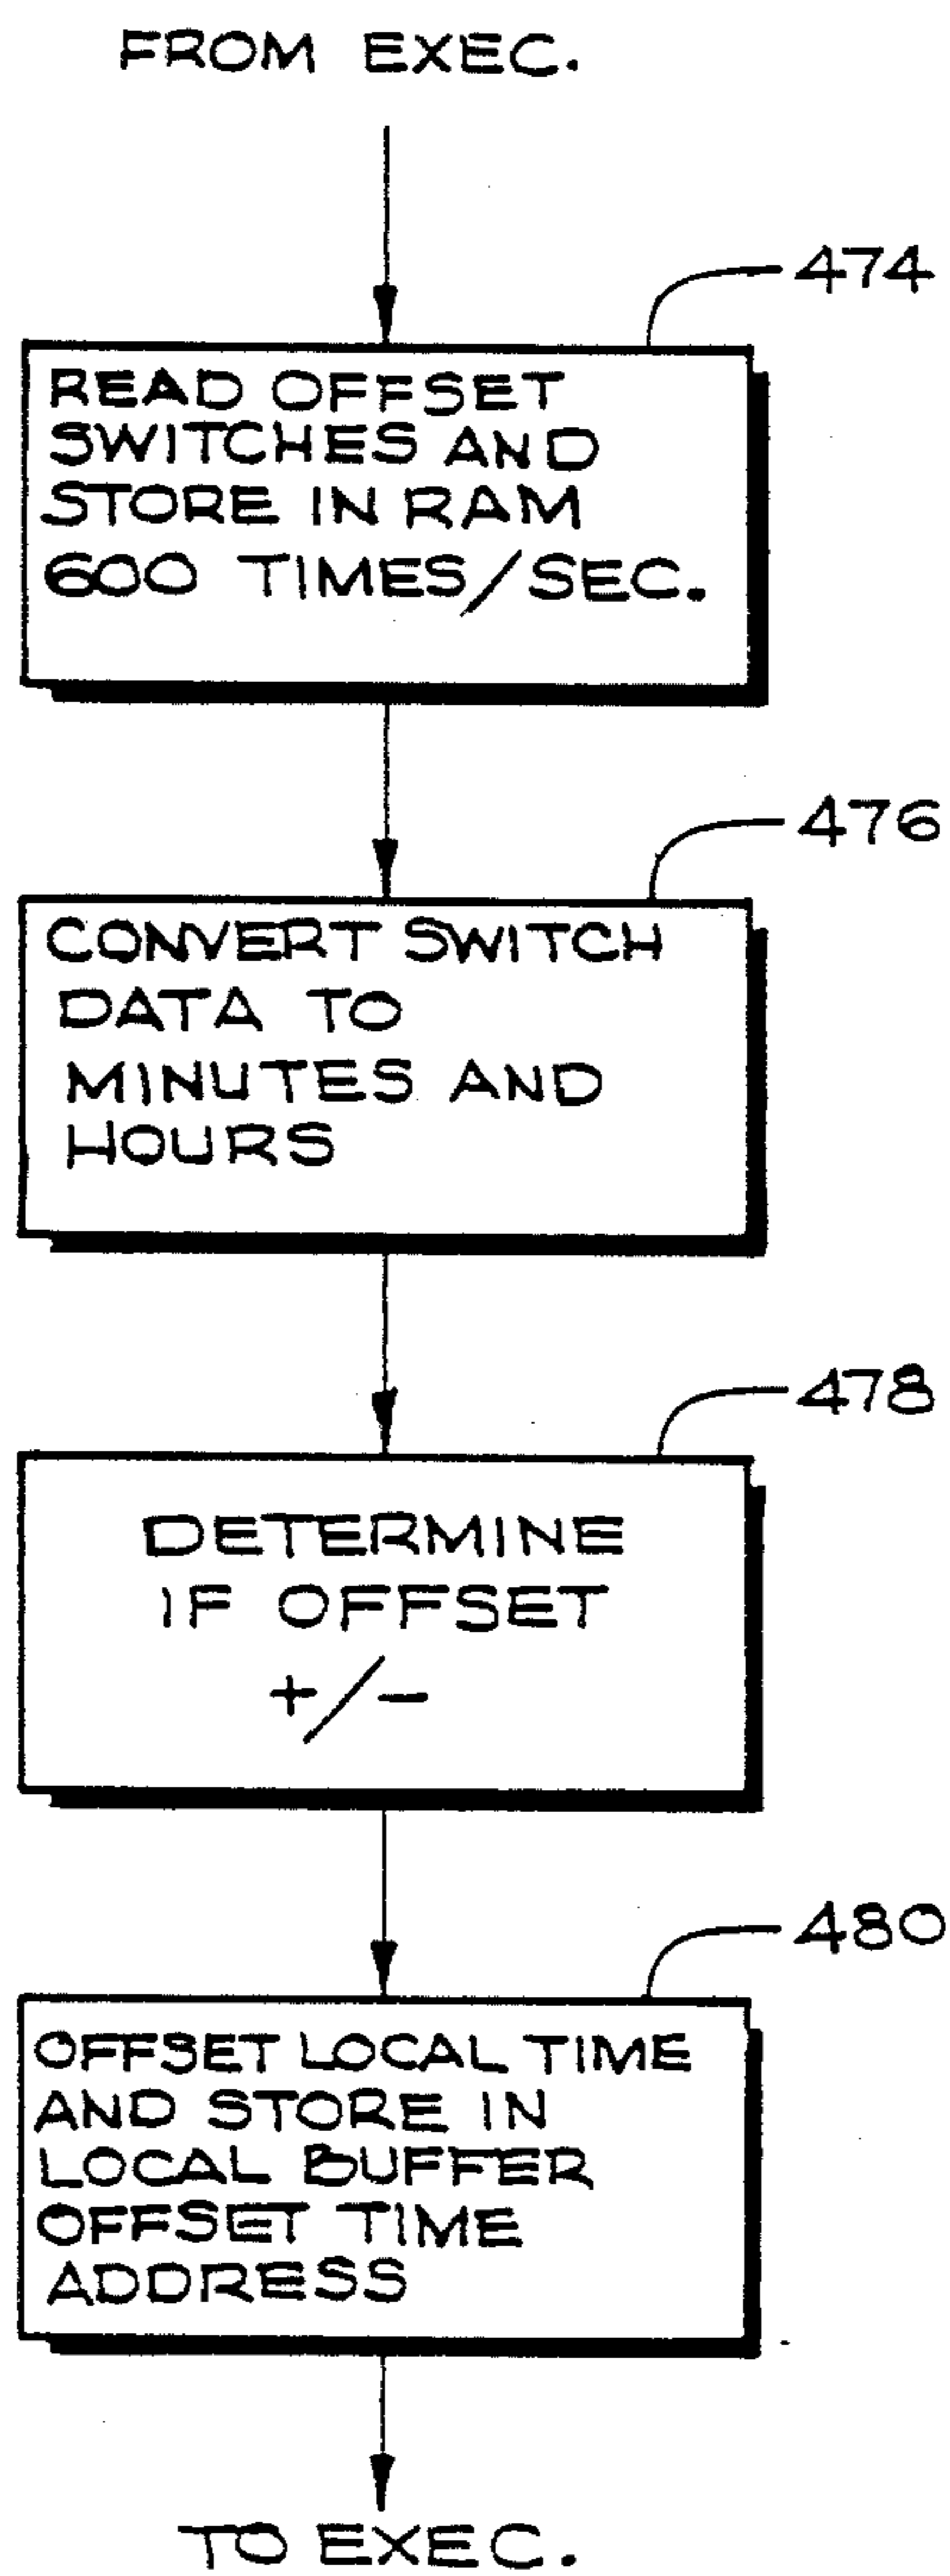 FROM EXEC.
474
READ OFFSET
SWITCHES AND
STORE IN RAM
600 TIMES/SEC.
476
CONVERT SWITCH
DATA TO
MINUTES AND
HOURS
478
DETERMINE
IF OFFSET
+/-
480
OFFSET LOCAL TIME
AND STORE IN
LOCAL BUFFER
OFFSET TIME
ADDRESS
TO EXEC.